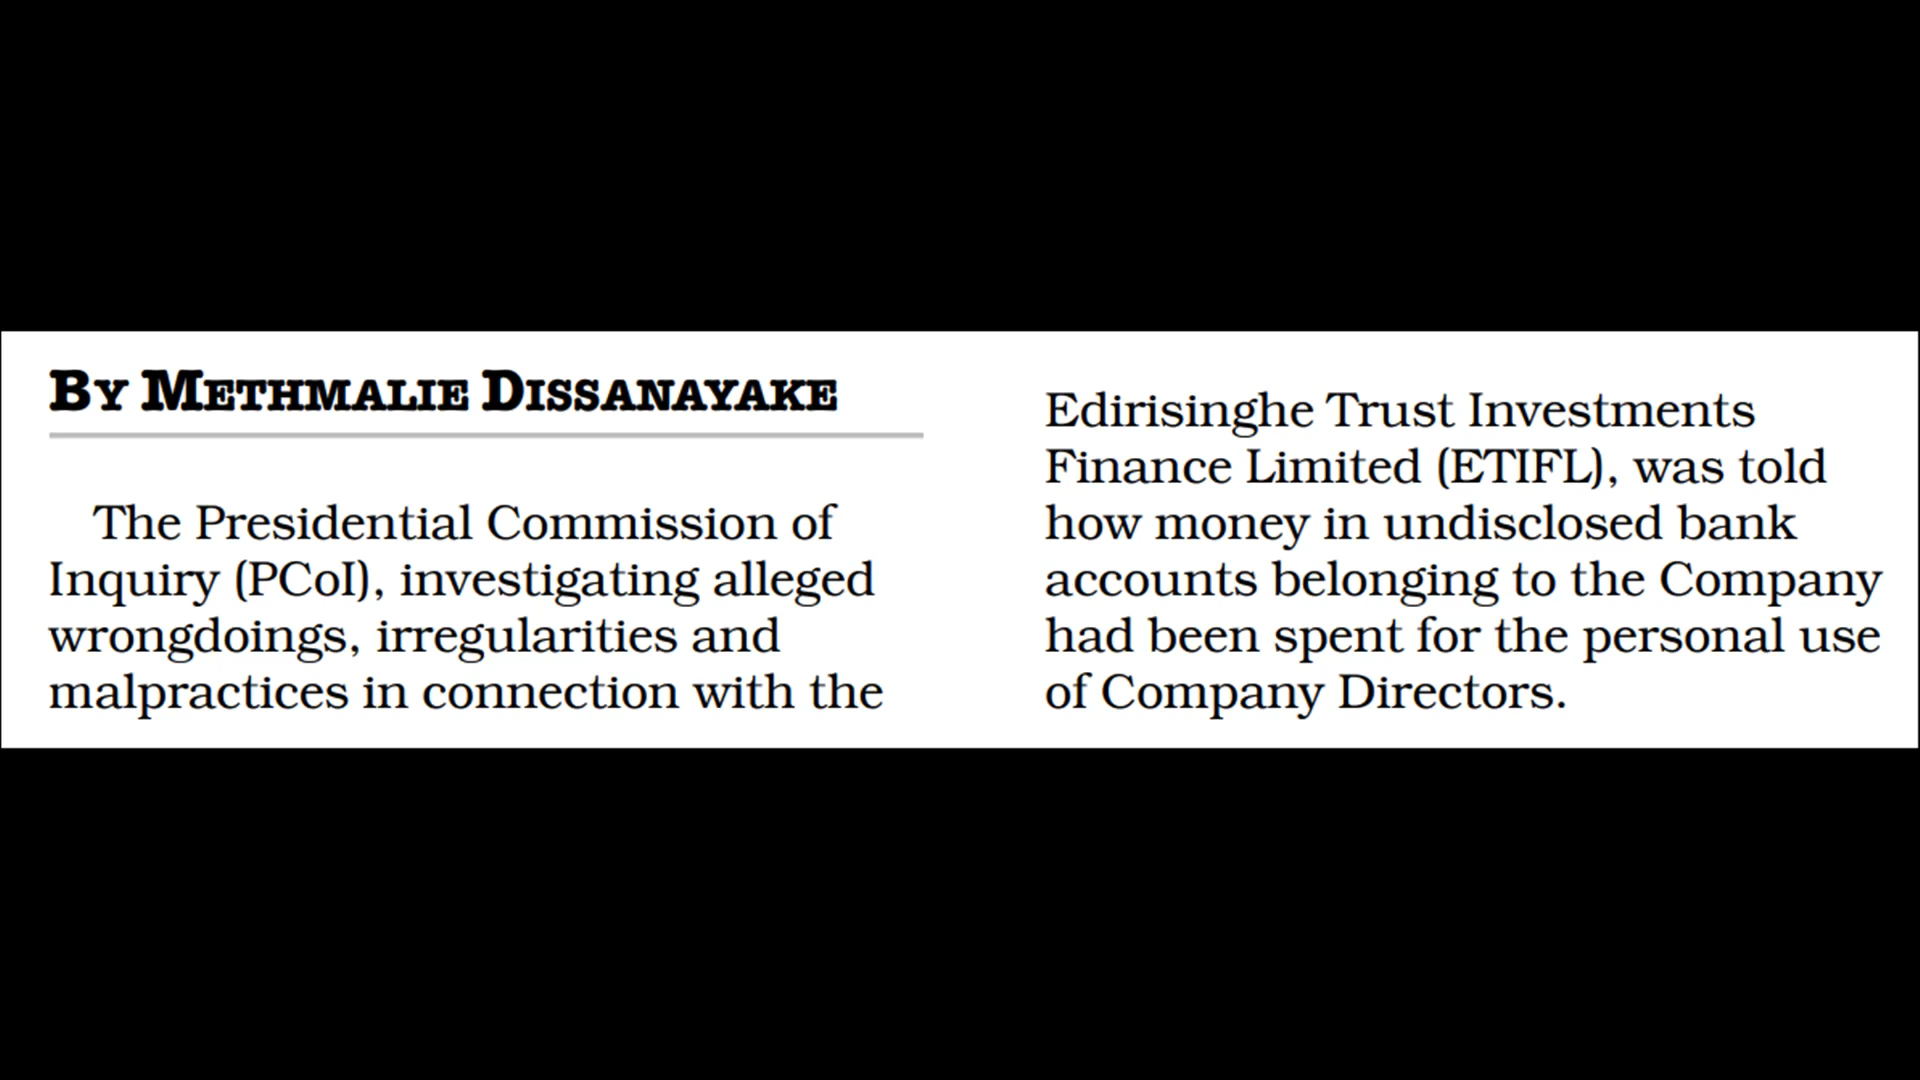 BY METHMALIE DISSANAYAKE
The Presidential Commission of
Inquiry (PCoI), investigating alleged
wrongdoings, irregularities and
malpractices in connection with the
Edirisinghe Trust Investments
Finance Limited (ETIFL), was told
how money in undisclosed bank
accounts belonging to the Company
had been spent for the personal use
of Company Directors.